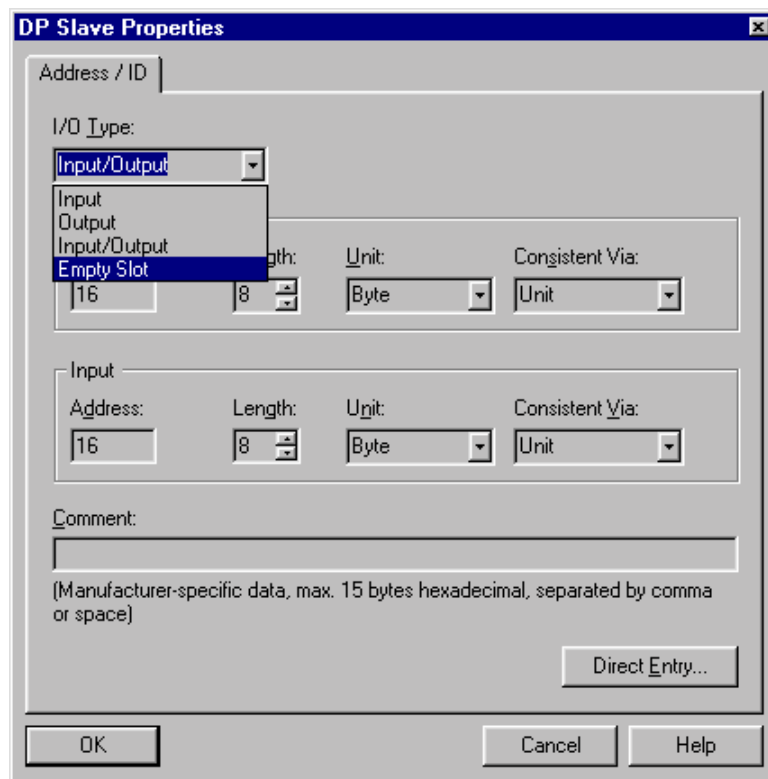 DP Slave Properties
Address / ID
I/O Type:
Input/Output
Input
Output
Input/Output
Empty Slot
gth: Unit: Consistent Via:
16 8 Byte Unit
Input
Address: Length: Unit: Consistent Via:
16 8 Byte Unit
Comment:
(Manufacturer-specific data, max. 15 bytes hexadecimal, separated by comma
or space)
Direct Entry...
OK Cancel Help